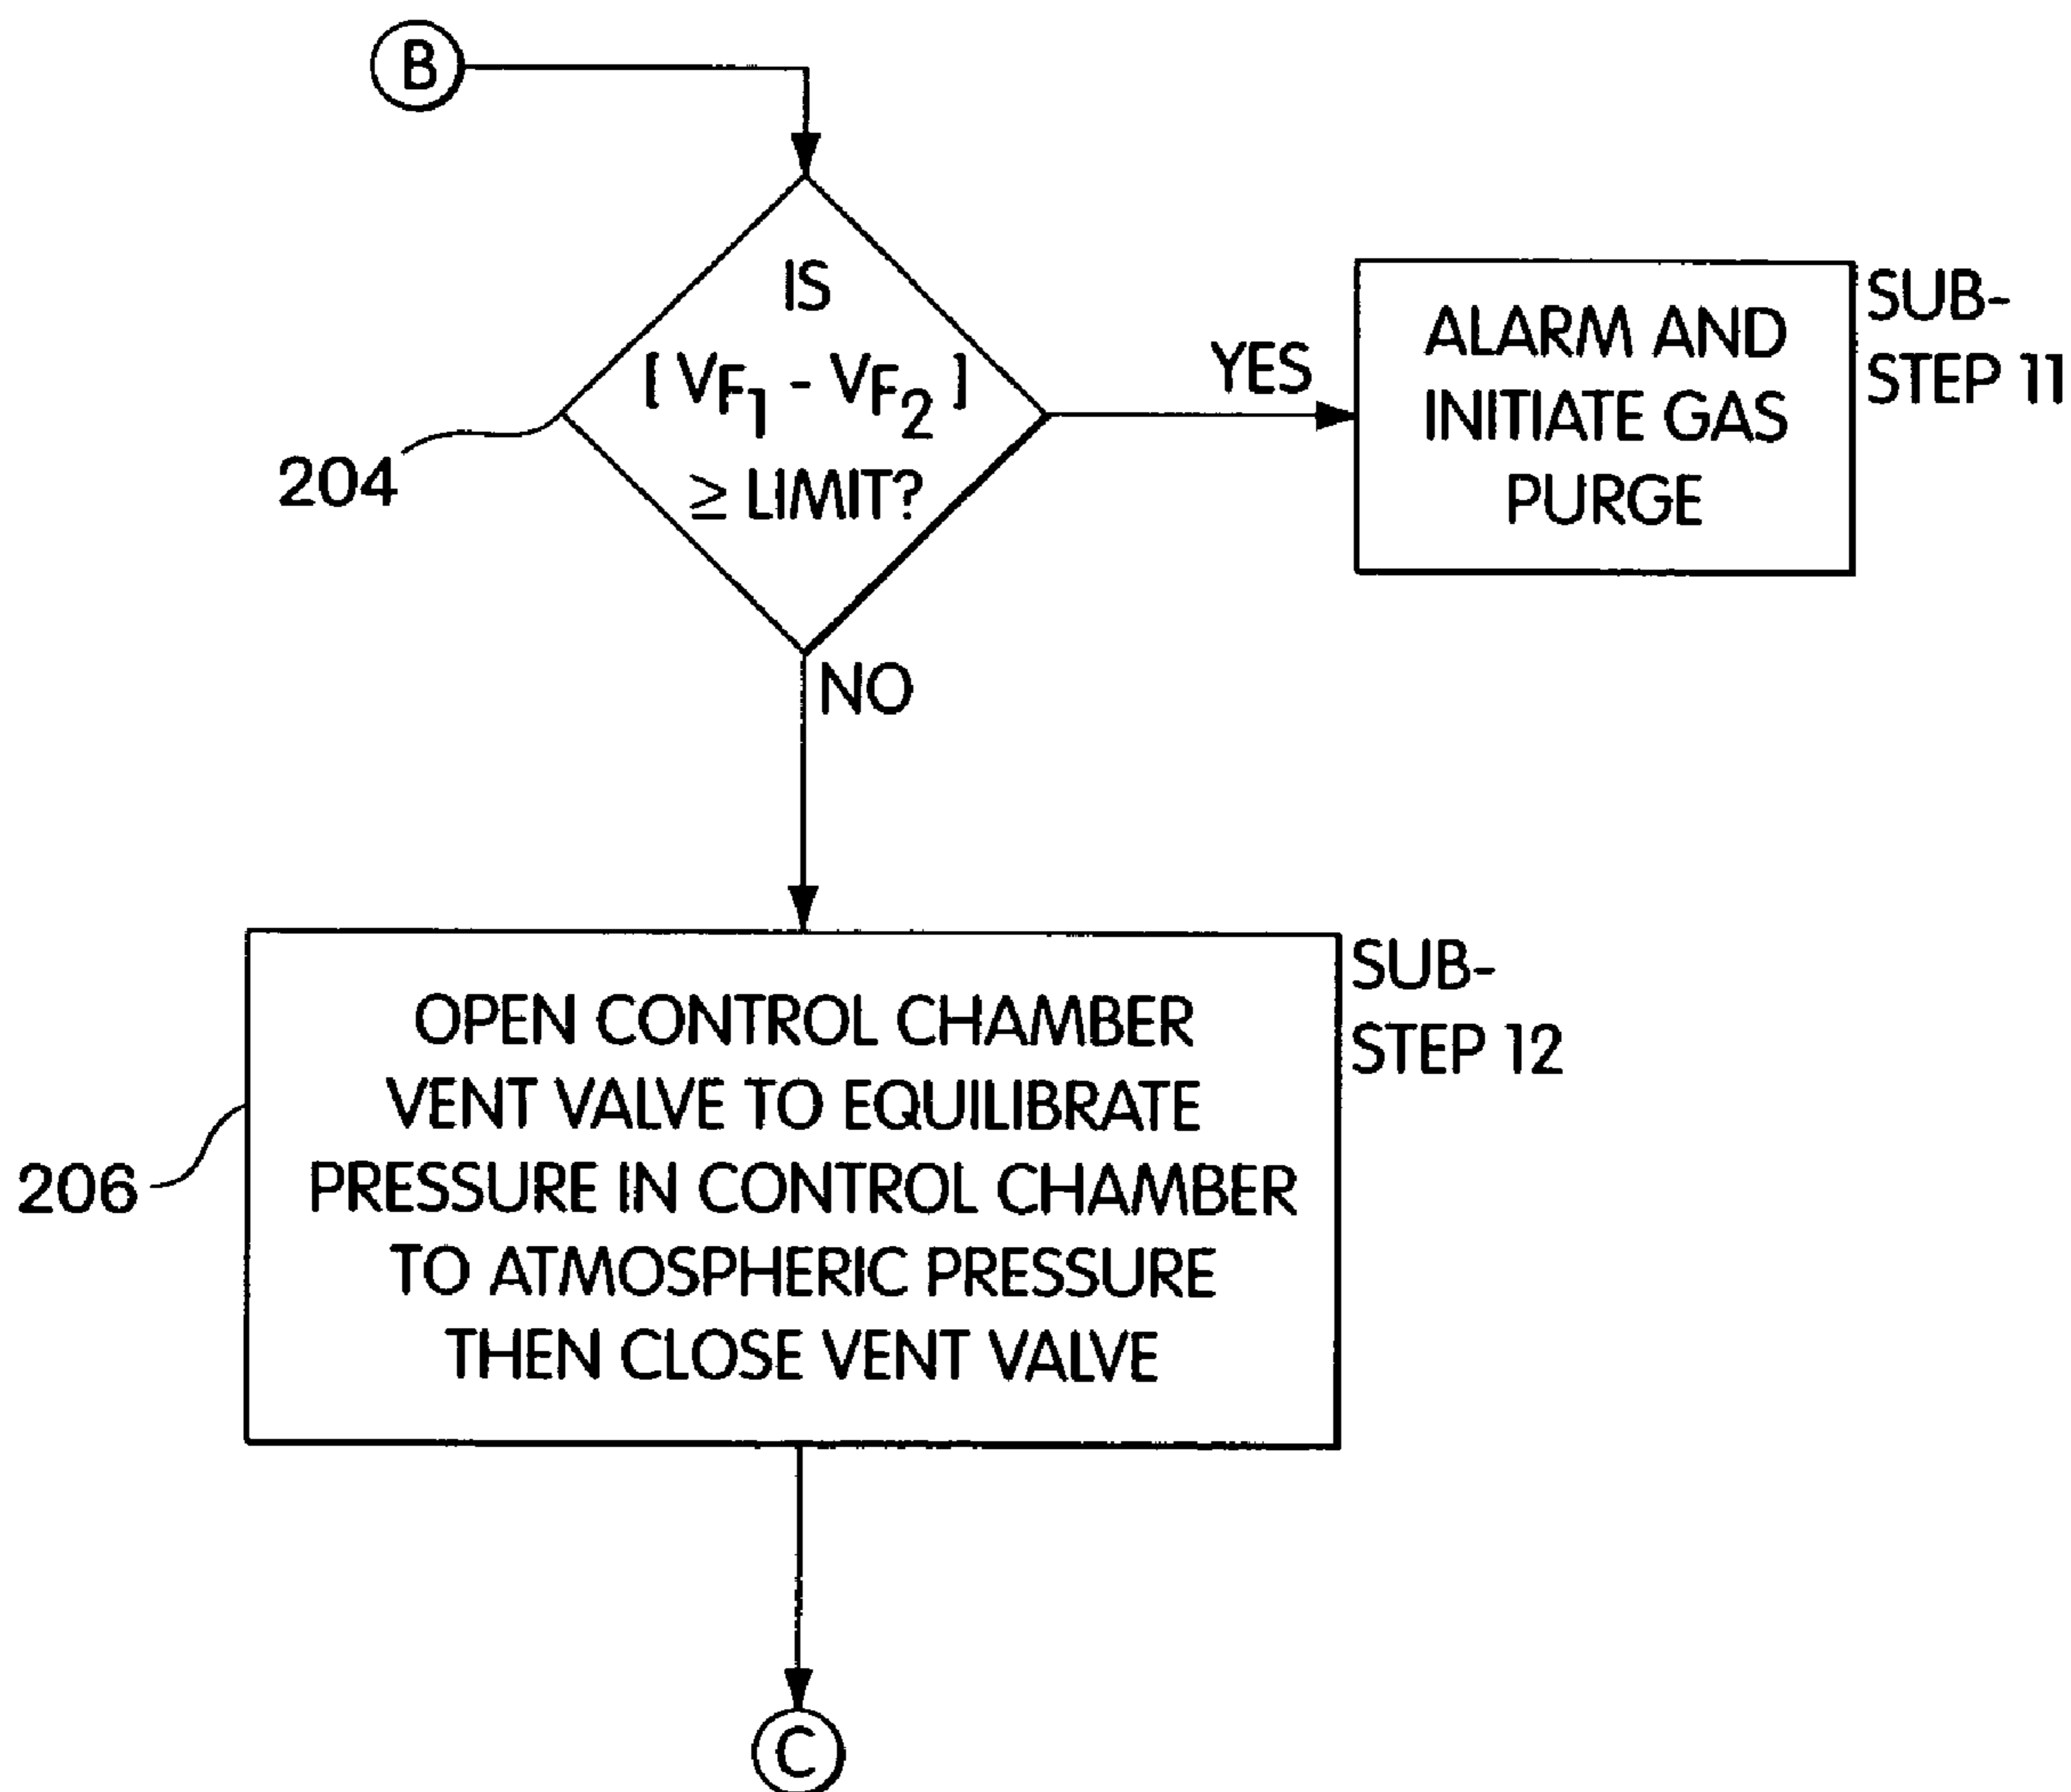 B
IS
[ VF1 - VF2 ]
≥ LIMIT?
204
YES
ALARM AND
INITIATE GAS
PURGE
SUB-
STEP 11
NO
OPEN CONTROL CHAMBER
VENT VALVE TO EQUILIBRATE
PRESSURE IN CONTROL CHAMBER
TO ATMOSPHERIC PRESSURE
THEN CLOSE VENT VALVE
SUB-
STEP 12
206
C